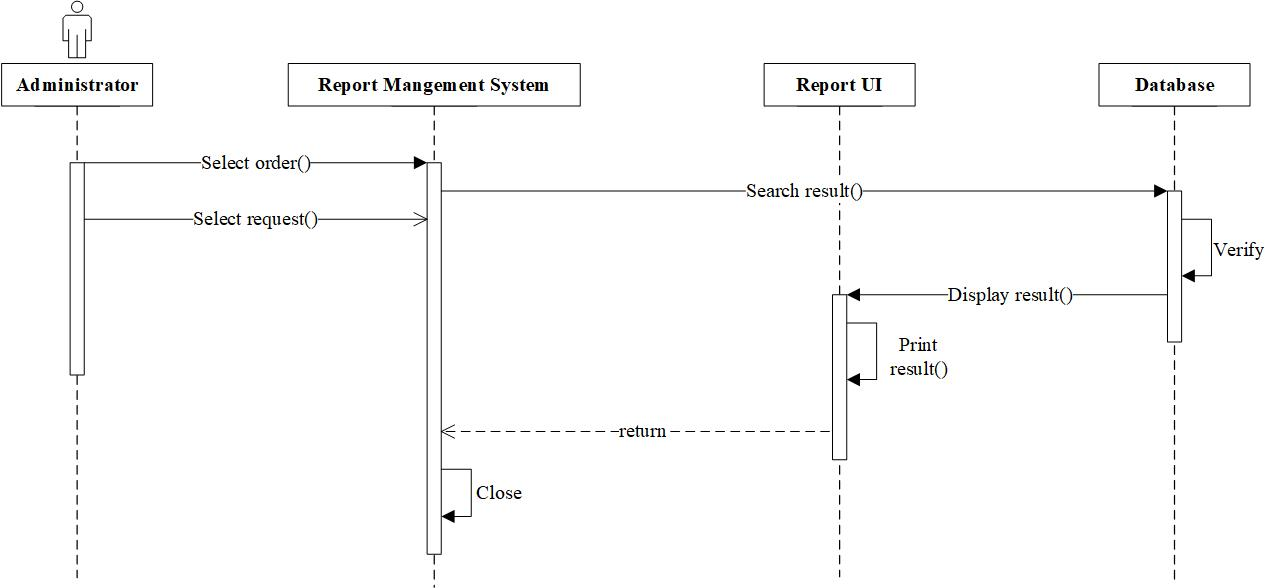 Administrator
Report Mangement System
Report UI
Database
Select order()
Search result()
Select request()
Verify
Display result()
Print
result()
return
Close